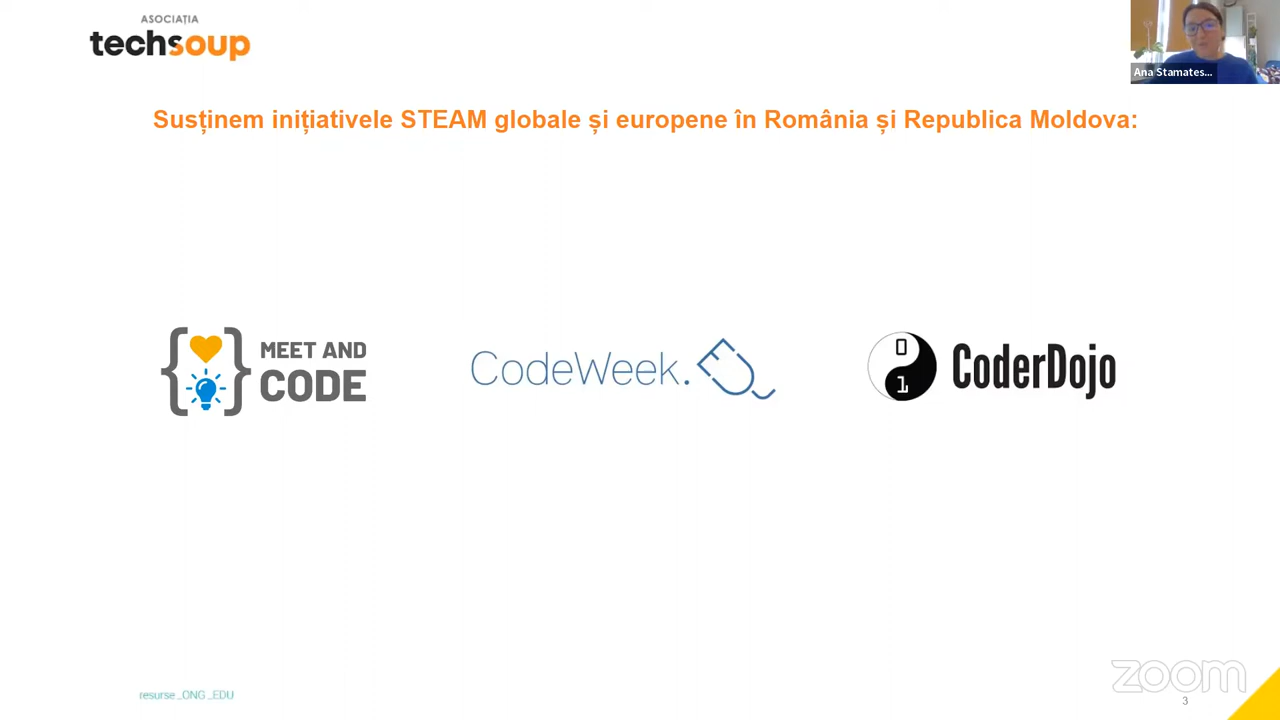 ASOCIAȚIA
techsoup
Ana Stamates...
Susținem inițiativele STEAM globale și europene în România și Republica Moldova:
MEET AND
CODE
CodeWeek.
0
1
CoderDojo
resurse_ONG_EDU
zoom
3